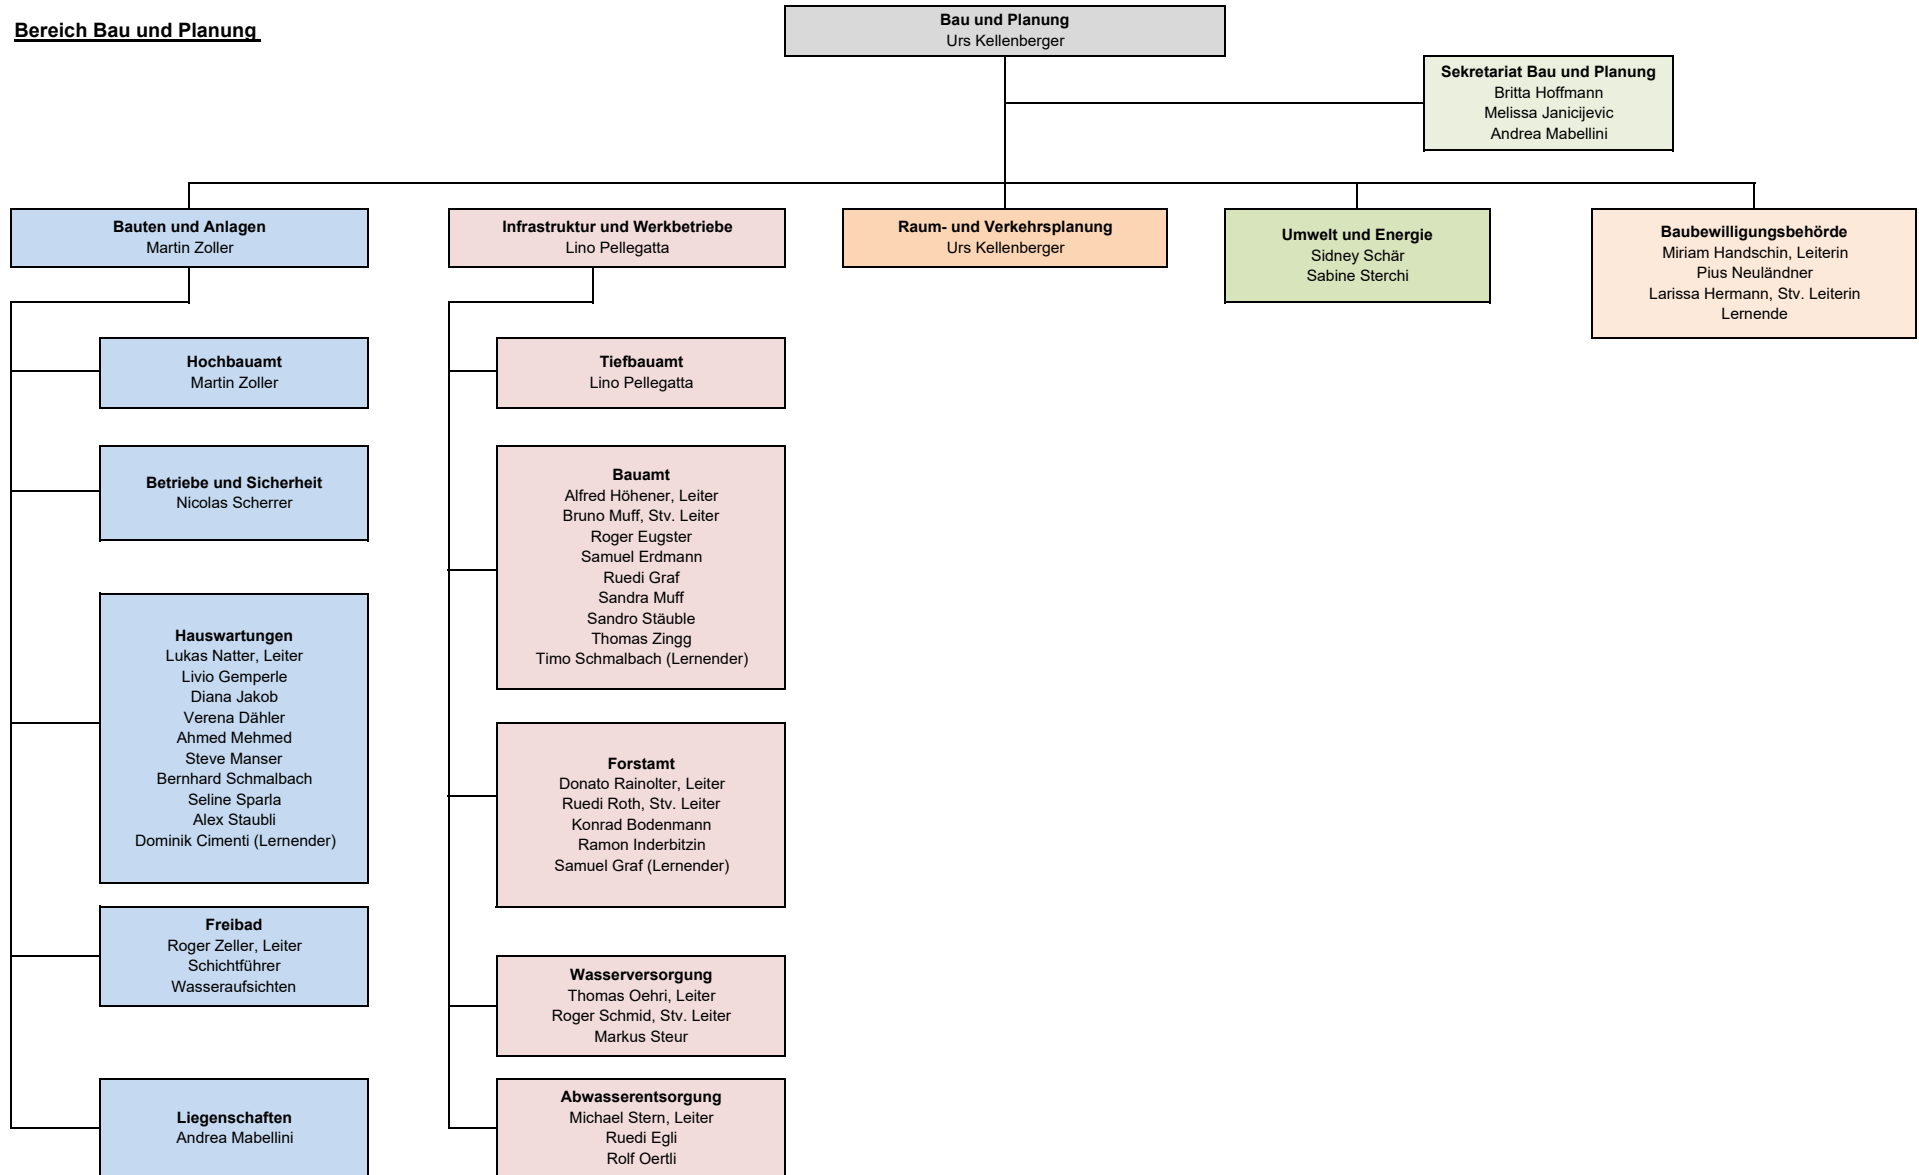 Bereich Bau und Planung
Bau und Planung
Urs Kellenberger
Sekretariat Bau und Planung
Britta Hoffmann
Melissa Janicijevic
Andrea Mabellini
Bauten und Anlagen
Martin Zoller
Infrastruktur und Werkbetriebe
Lino Pellegatta
Raum- und Verkehrsplanung
Urs Kellenberger
Umwelt und Energie
Sidney Schär
Sabine Sterchi
Baubewilligungsbehörde
Miriam Handschin, Leiterin
Pius Neuländner
Larissa Hermann, Stv. Leiterin
Lernende
Hochbauamt
Martin Zoller
Betriebe und Sicherheit
Nicolas Scherrer
Hauswartungen
Lukas Natter, Leiter
Livio Gemperle
Diana Jakob
Verena Dähler
Ahmed Mehmed
Steve Manser
Bernhard Schmalbach
Seline Sparla
Alex Staubli
Dominik Cimenti (Lernender)
Freibad
Roger Zeller, Leiter
Schichtführer
Wasseraufsichten
Liegenschaften
Andrea Mabellini
Tiefbauamt
Lino Pellegatta
Bauamt
Alfred Höhener, Leiter
Bruno Muff, Stv. Leiter
Roger Eugster
Samuel Erdmann
Ruedi Graf
Sandra Muff
Sandro Stäuble
Thomas Zingg
Timo Schmalbach (Lernender)
Forstamt
Donato Rainolter, Leiter
Ruedi Roth, Stv. Leiter
Konrad Bodenmann
Ramon Inderbitzin
Samuel Graf (Lernender)
Wasserversorgung
Thomas Oehri, Leiter
Roger Schmid, Stv. Leiter
Markus Steur
Abwasserentsorgung
Michael Stern, Leiter
Ruedi Egli
Rolf Oertli